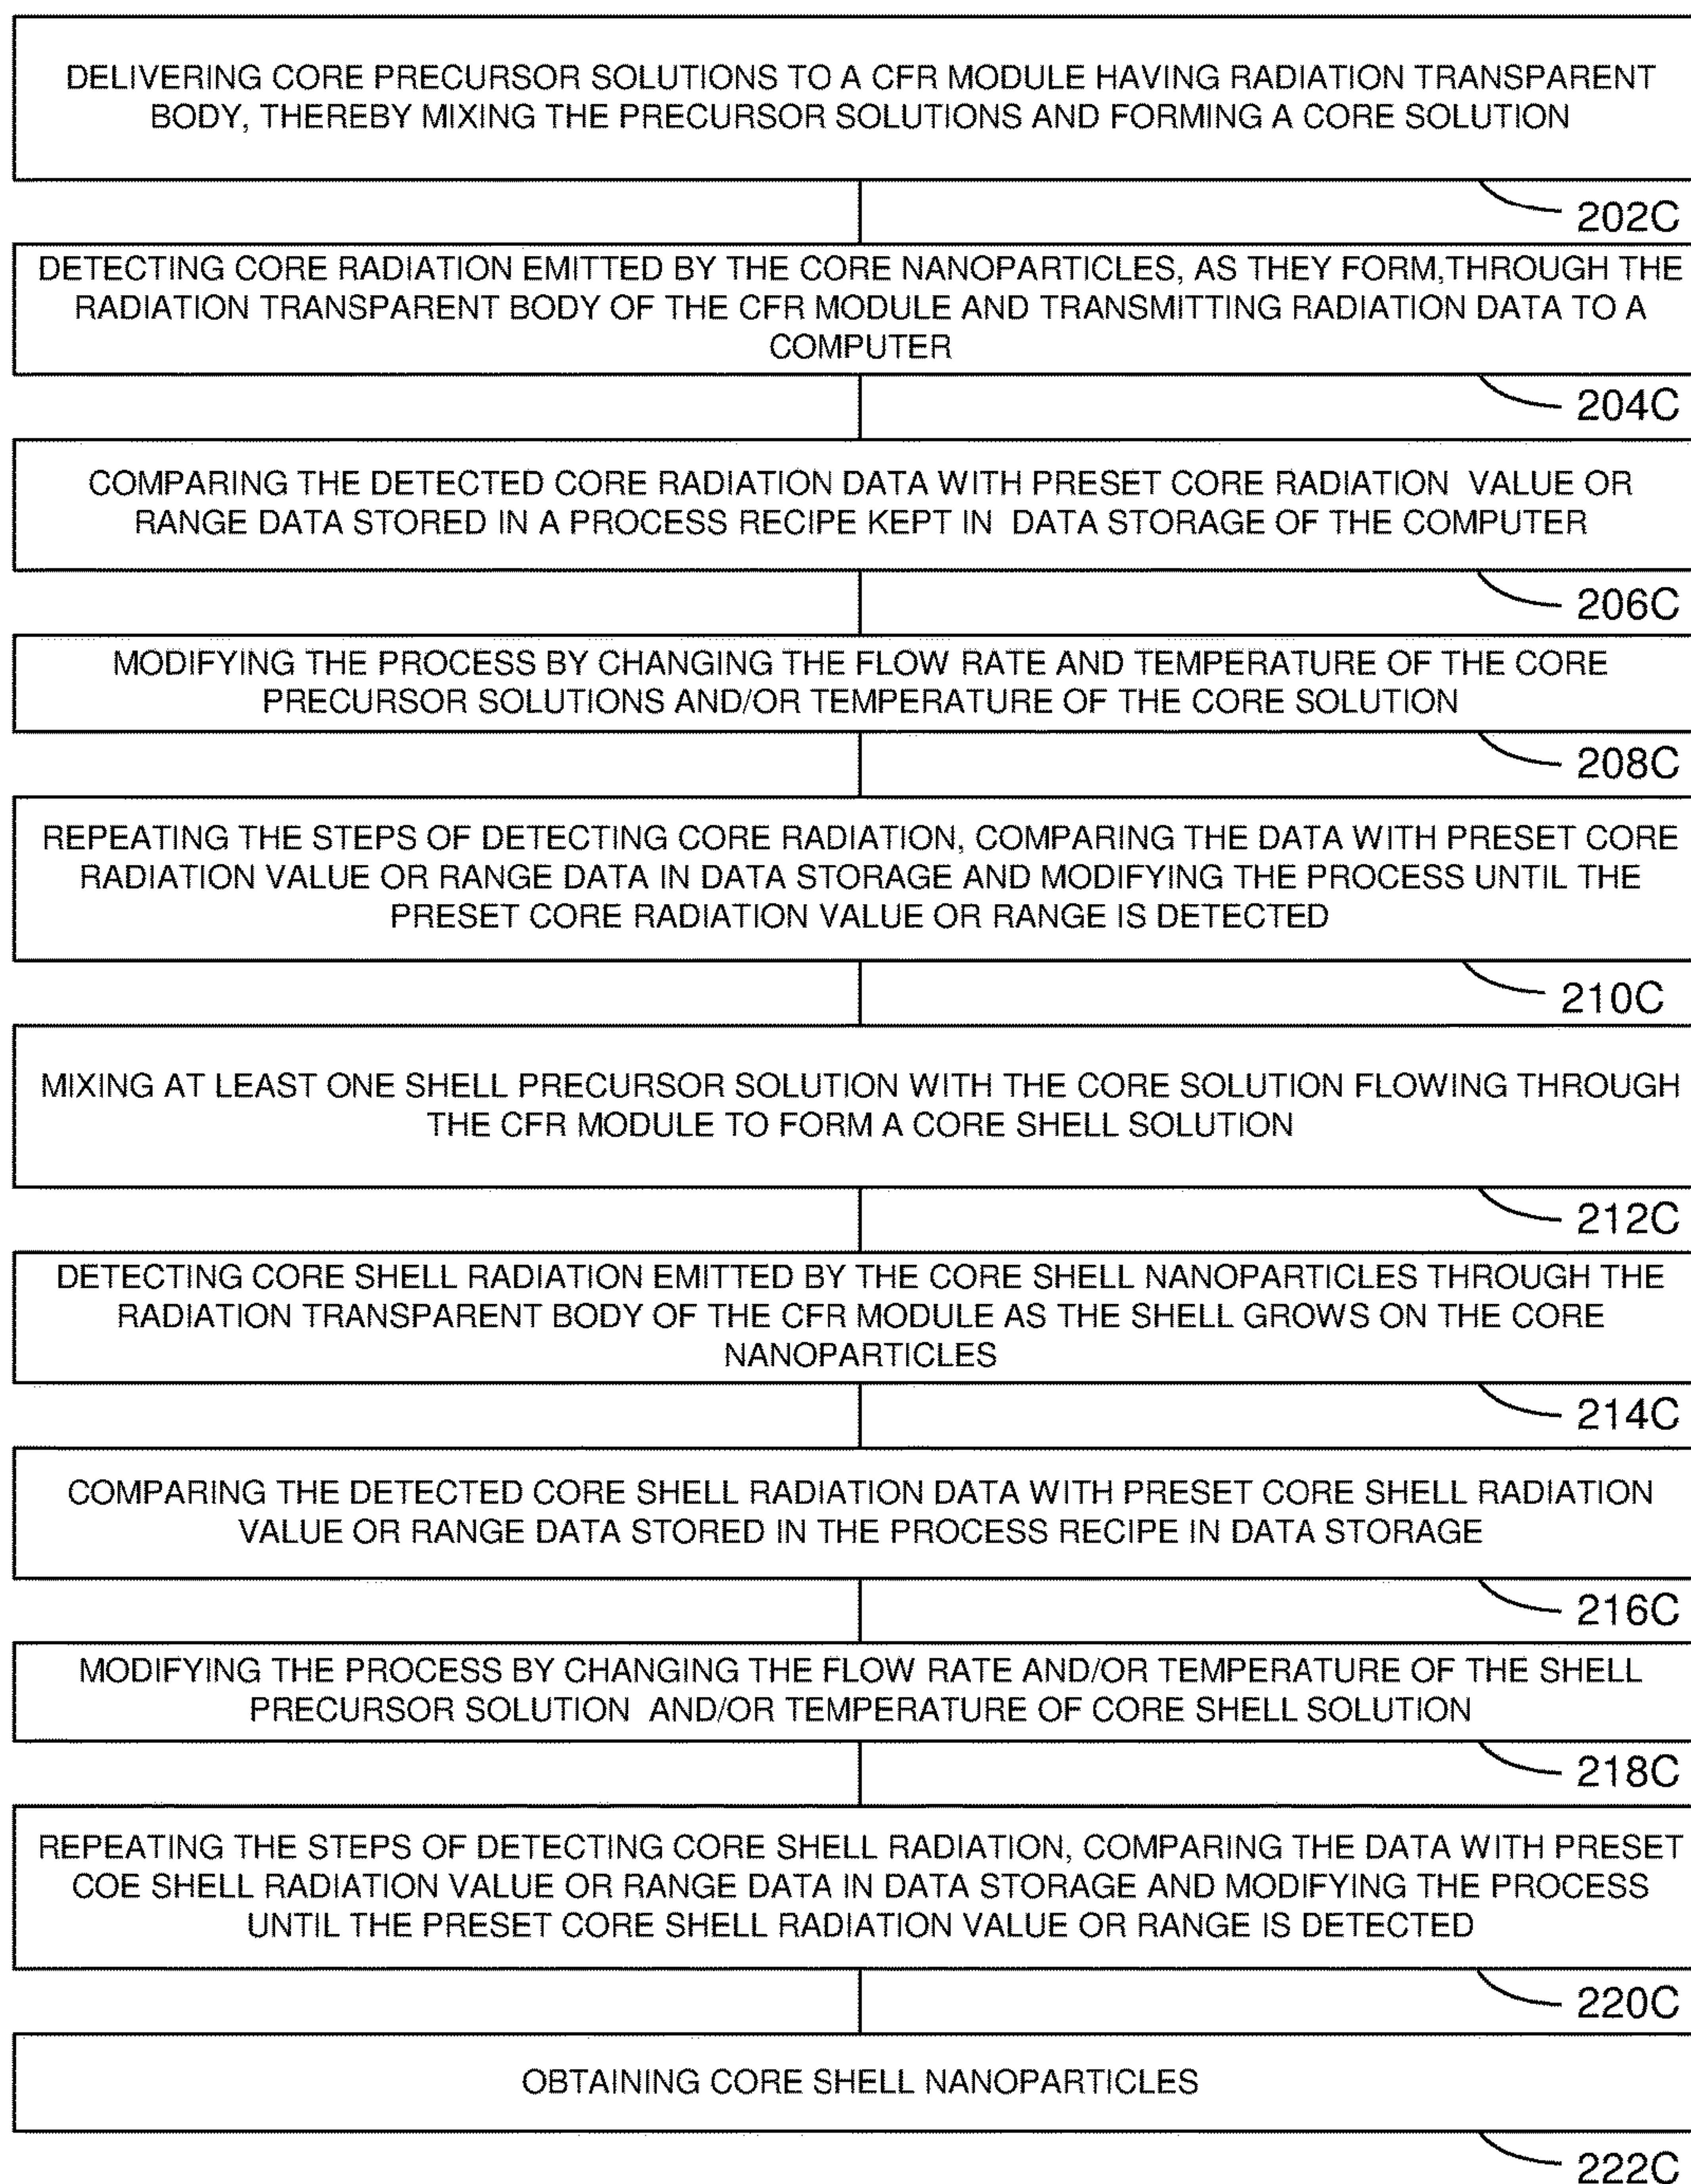 DELIVERING CORE PRECURSOR SOLUTIONS TO A CFR MODULE HAVING RADIATION TRANSPARENT
BODY, THEREBY MIXING THE PRECURSOR SOLUTIONS AND FORMING A CORE SOLUTION
202C
DETECTING CORE RADIATION EMITTED BY THE CORE NANOPARTICLES, AS THEY FORM,THROUGH THE
RADIATION TRANSPARENT BODY OF THE CFR MODULE AND TRANSMITTING RADIATION DATA TO A
COMPUTER
204C
COMPARING THE DETECTED CORE RADIATION DATA WITH PRESET CORE RADIATION VALUE OR
RANGE DATA STORED IN A PROCESS RECIPE KEPT IN DATA STORAGE OF THE COMPUTER
206C
MODIFYING THE PROCESS BY CHANGING THE FLOW RATE AND TEMPERATURE OF THE CORE
PRECURSOR SOLUTIONS AND/OR TEMPERATURE OF THE CORE SOLUTION
208C
REPEATING THE STEPS OF DETECTING CORE RADIATION, COMPARING THE DATA WITH PRESET CORE
RADIATION VALUE OR RANGE DATA IN DATA STORAGE AND MODIFYING THE PROCESS UNTIL THE
PRESET CORE RADIATION VALUE OR RANGE IS DETECTED
210C
MIXING AT LEAST ONE SHELL PRECURSOR SOLUTION WITH THE CORE SOLUTION FLOWING THROUGH
THE CFR MODULE TO FORM A CORE SHELL SOLUTION
212C
DETECTING CORE SHELL RADIATION EMITTED BY THE CORE SHELL NANOPARTICLES THROUGH THE
RADIATION TRANSPARENT BODY OF THE CFR MODULE AS THE SHELL GROWS ON THE CORE
NANOPARTICLES
214C
COMPARING THE DETECTED CORE SHELL RADIATION DATA WITH PRESET CORE SHELL RADIATION
VALUE OR RANGE DATA STORED IN THE PROCESS RECIPE IN DATA STORAGE
216C
MODIFYING THE PROCESS BY CHANGING THE FLOW RATE AND/OR TEMPERATURE OF THE SHELL
PRECURSOR SOLUTION AND/OR TEMPERATURE OF CORE SHELL SOLUTION
218C
REPEATING THE STEPS OF DETECTING CORE SHELL RADIATION, COMPARING THE DATA WITH PRESET
COE SHELL RADIATION VALUE OR RANGE DATA IN DATA STORAGE AND MODIFYING THE PROCESS
UNTIL THE PRESET CORE SHELL RADIATION VALUE OR RANGE IS DETECTED
220C
OBTAINING CORE SHELL NANOPARTICLES
222C